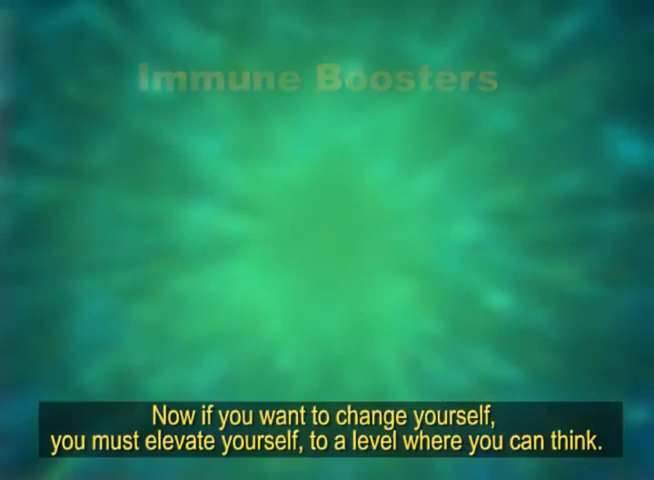 Immune Boosters
Now if you want to change yourself,
you must elevate yourself, to a level where you can think.